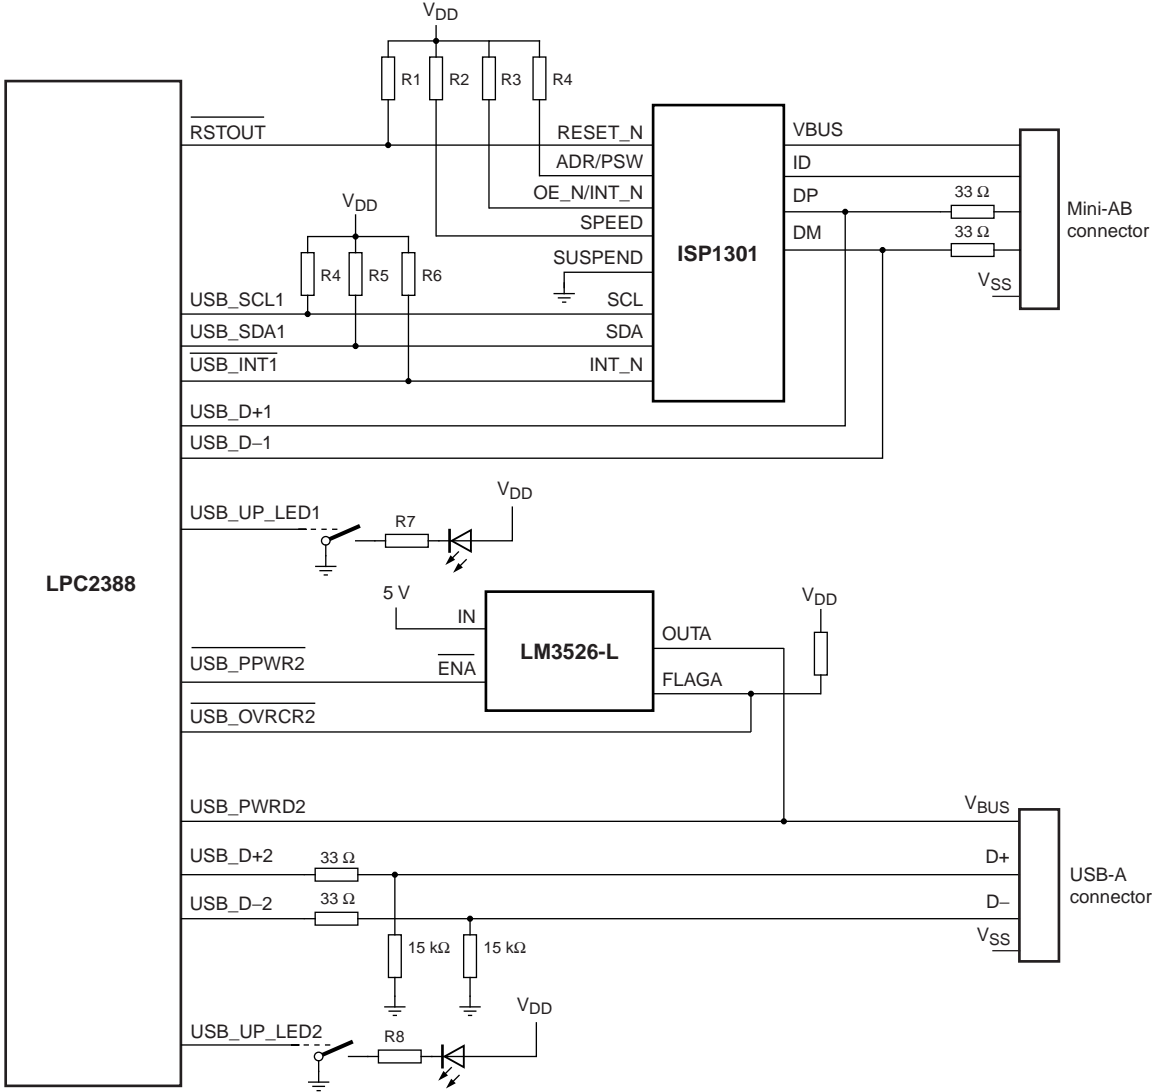 VDD
R1 R2 R3 R4
RSTOUT
RESET_N
VBUS
ADR/PSW
ID
OE_N/INT_N
DP
33 Ω
SPEED
DM
33 Ω
Mini-AB
connector
VDD
ISP1301
SUSPEND
R4 R5 R6
VSS
USB_SCL1
SCL
USB_SDA1
SDA
USB_INT1
INT_N
USB_D+1
USB_D−1
VDD
USB_UP_LED1
R7
LPC2388
5 V
IN
VDD
OUTA
LM3526-L
USB_PPWR2
ENA
FLAGA
USB_OVRCR2
USB_PWRD2
VBUS
USB_D+2
33 Ω
D+
USB-A
connector
USB_D−2
33 Ω
D−
VSS
15 kΩ 15 kΩ
VDD
USB_UP_LED2
R8